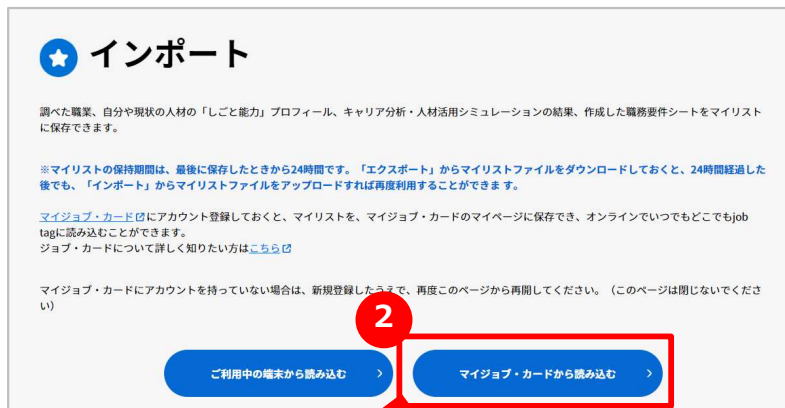 インポート
調べた職業、自分や現状の人材の「しごと能力」プロフィール、キャリア分析・人材活用シミュレーションの結果、作成した職務要件シートをマイリスト
に保存できます。
※マイリストの保持期間は、最後に保存したときから24時間です。「エクスポート」からマイリストファイルをダウンロードしておくと、24時間経過した
後でも、「インポート」からマイリストファイルをアップロードすれば再度利用することができます。
マイジョブ・カードにアカウント登録しておくと、マイリストを、マイジョブ・カードのマイページに保存でき、オンラインでいつでもどこでもjob
tagに読み込むことができます。
ジョブ・カードについて詳しく知りたい方はこちら
マイジョブ・カードにアカウントを持っていない場合は、新規登録したうえで、再度このページから再開してください。（このページは閉じないでくださ
い）
2
ご利用中の端末から読み込む
マイジョブ・カードから読み込む